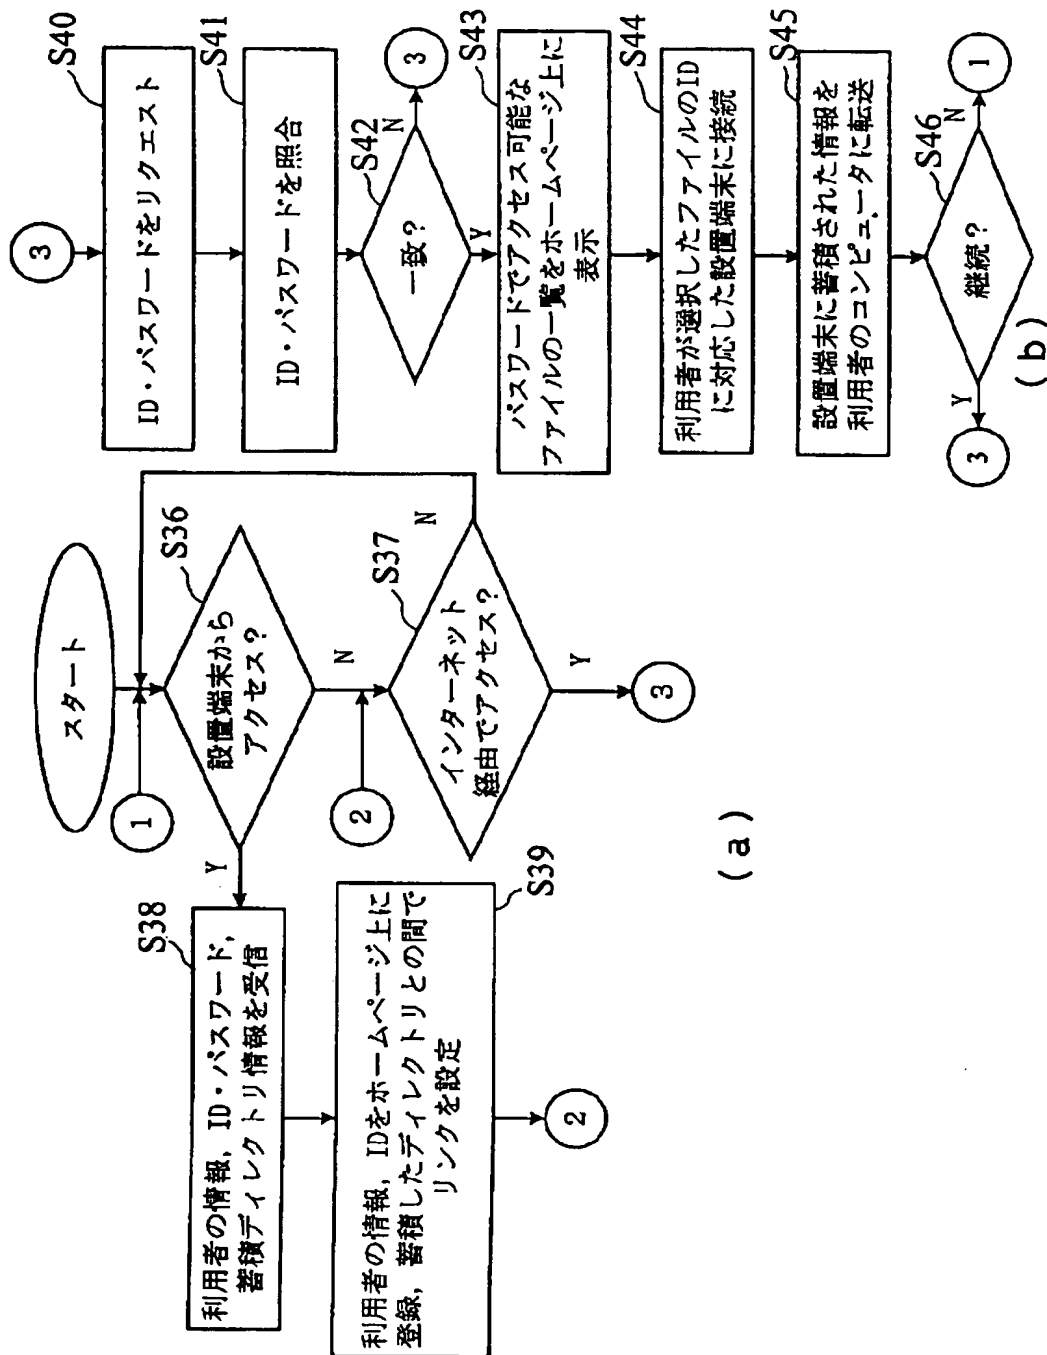 スタート
1
設置端末から
アクセス?
S36
Y
N
2
インターネット
経由でアクセス?
S37
N
Y
3
S38
利用者の情報, ID・パスワード,
蓄積ディレクトリ情報を受信
S39
利用者の情報, IDをホームページ上に
登録, 蓄積したディレクトリとの間で
リンクを設定
2
(a)
3
S40
ID・パスワードをリクエスト
S41
ID・パスワードを照合
S42
一致?
N
3
Y
S43
パスワードでアクセス可能な
ファイルの一覧をホームページ上に
表示
S44
利用者が選択したファイルのID
に対応した設置端末に接続
S45
設置端末に蓄積された情報を
利用者のコンピュータに転送
S46
継続?
N
1
Y
3
(b)